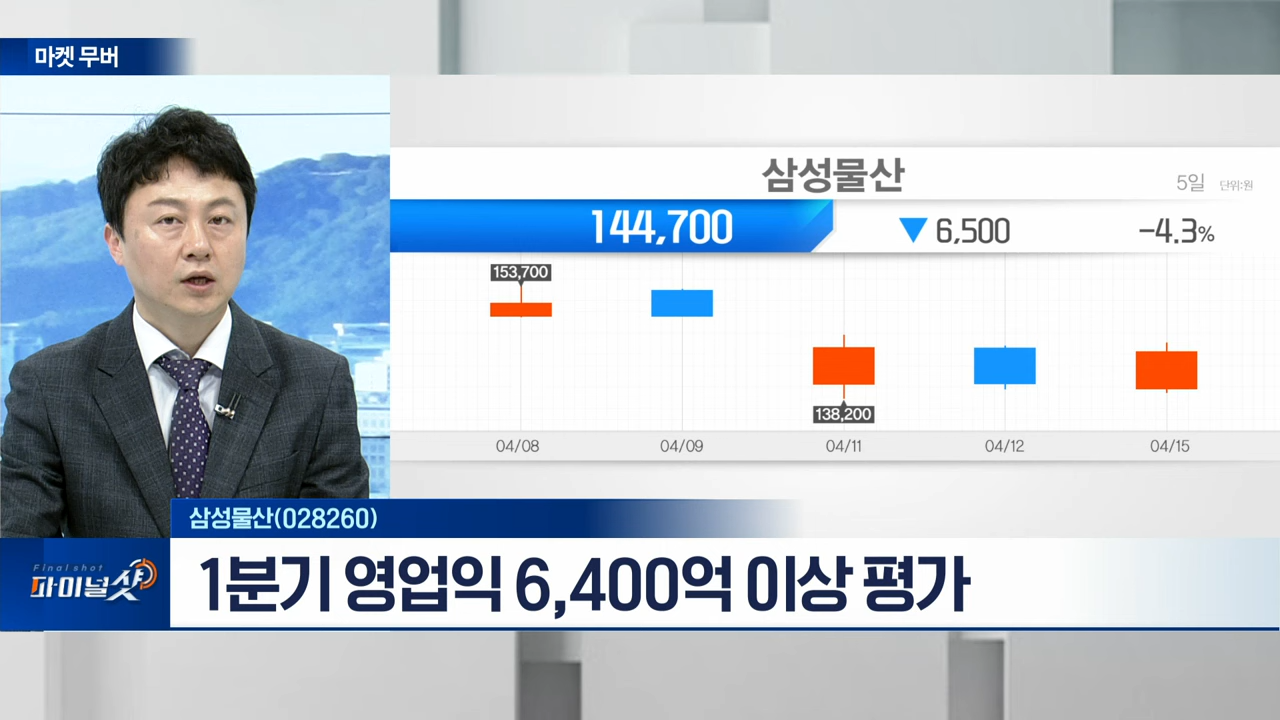 마켓 무버
삼성물산
5일 단위:원
144,700 ▼ 6,500 -4.3%
153,700
138,200
04/08 04/09 04/11 04/12 04/15
삼성물산(028260)
Final shot
파이널샷
1분기 영업익 6,400억 이상 평가